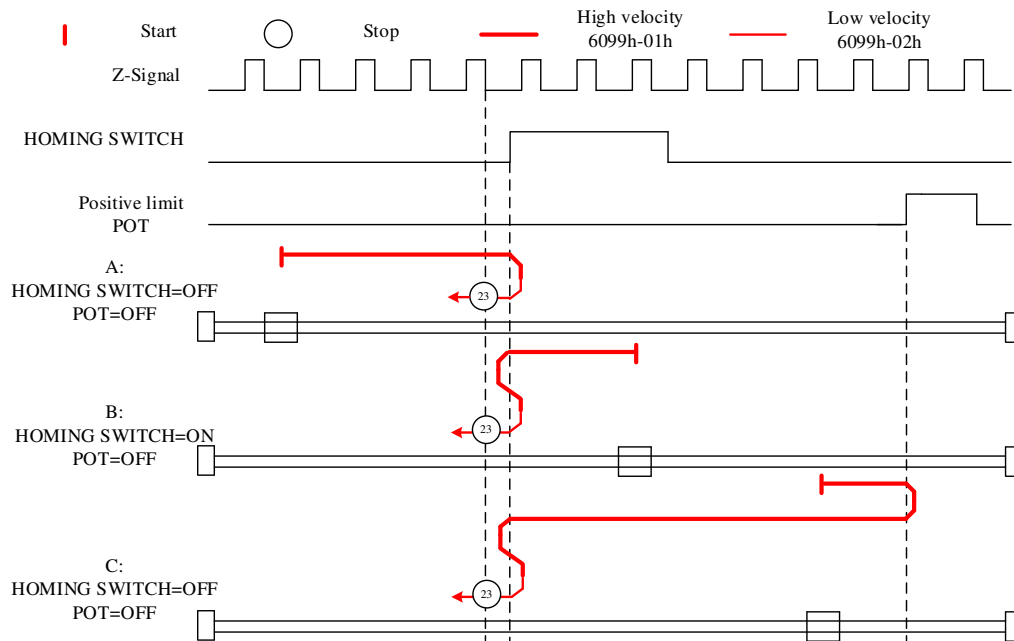 Start
Stop
High velocity
6099h-01h
Low velocity
6099h-02h
Z-Signal
HOMING SWITCH
Positive limit
POT
A:
HOMING SWITCH=OFF
POT=OFF
23
B:
HOMING SWITCH=ON
POT=OFF
23
C:
HOMING SWITCH=OFF
POT=OFF
23